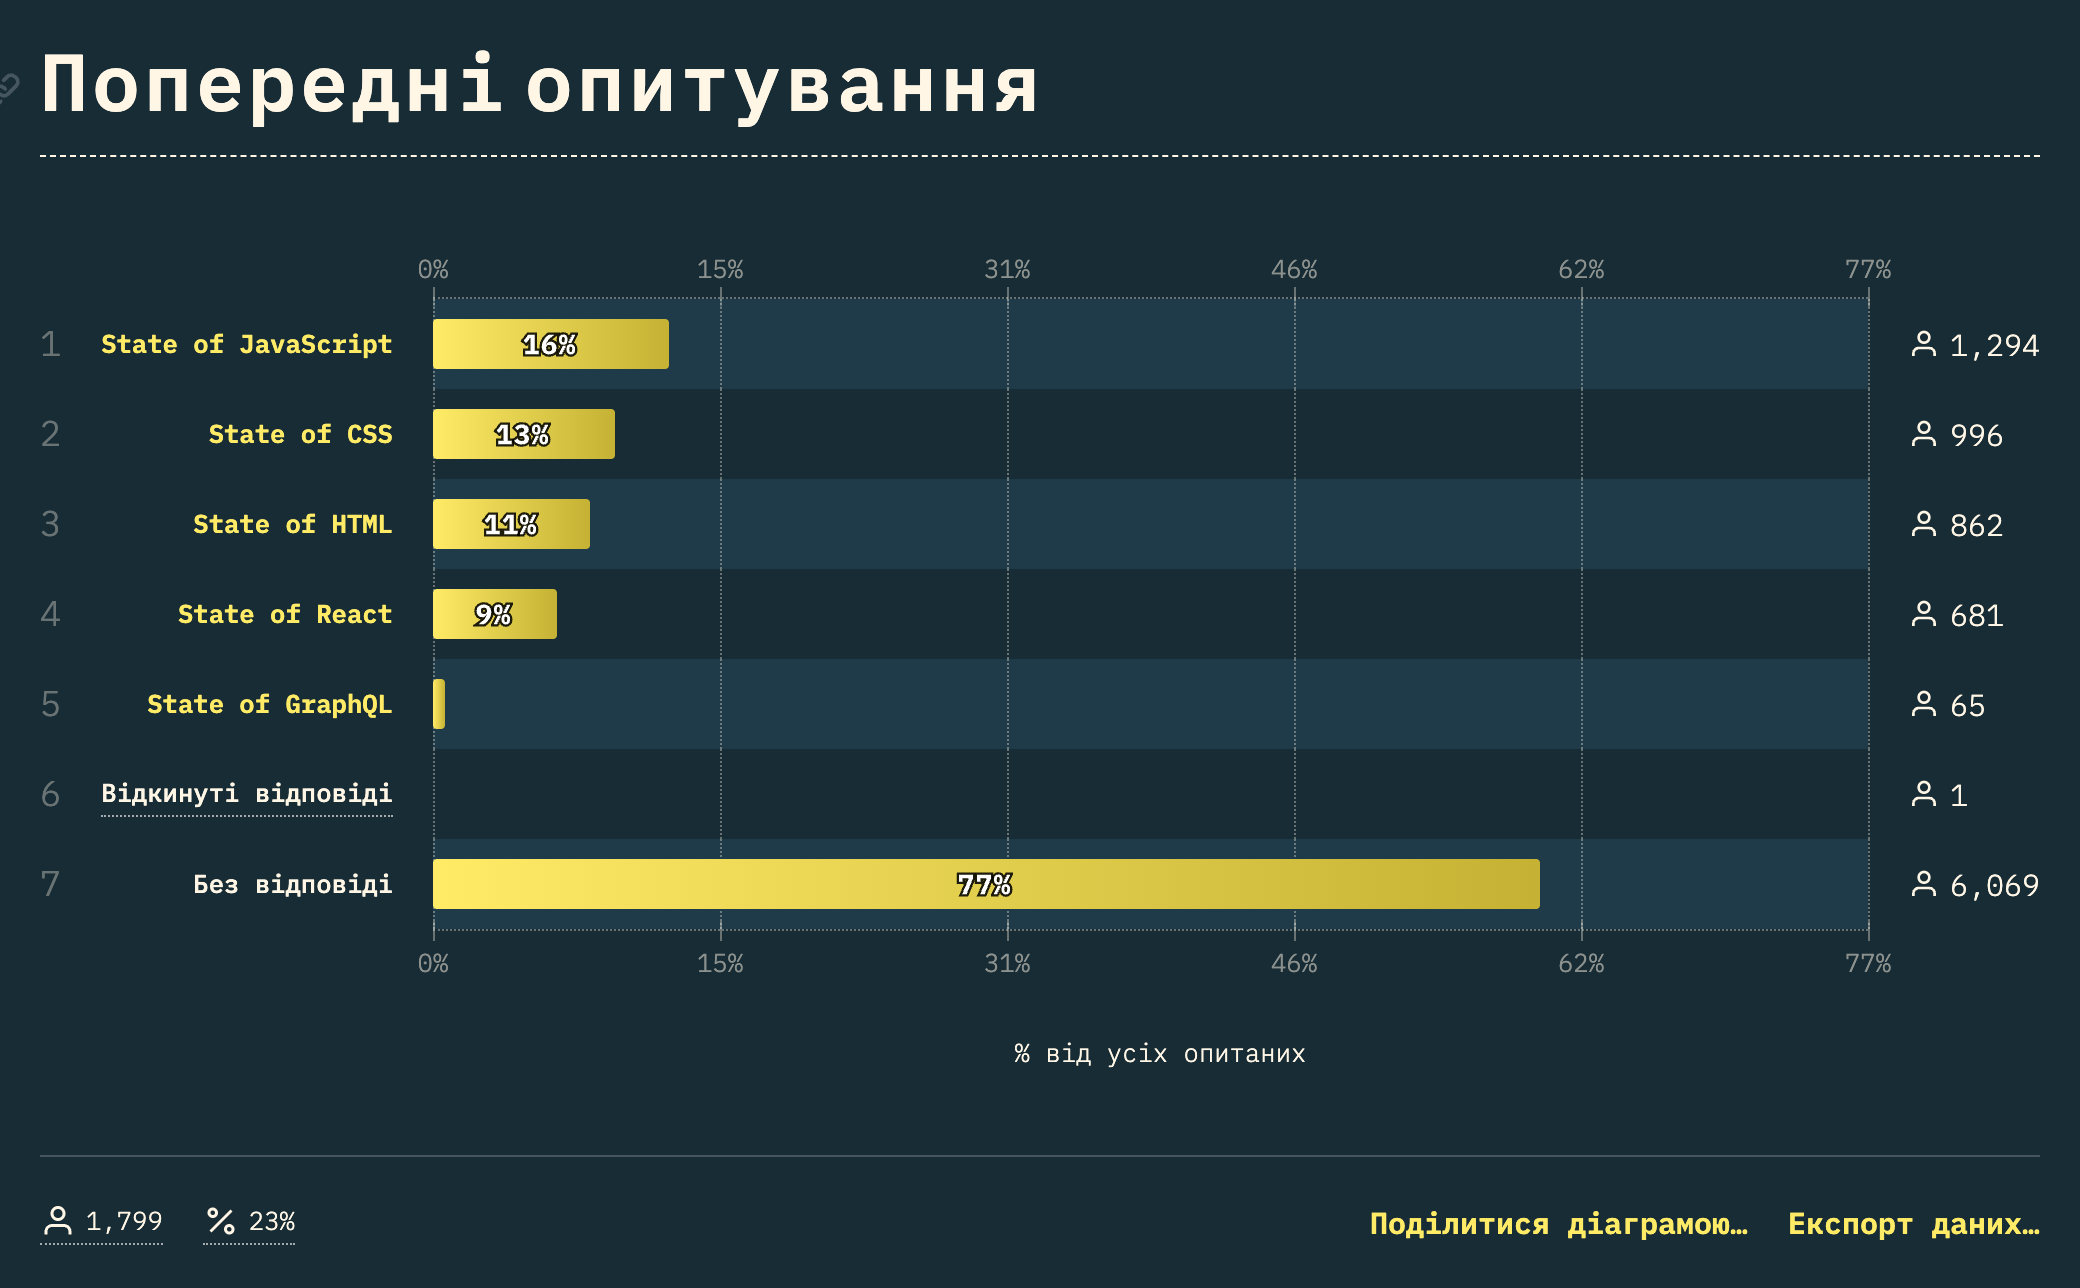 Попередні опитування
0% 15% 31% 46% 62% 77%
1 State of JavaScript 16% 1,294
2 State of CSS 13% 996
3 State of HTML 11% 862
4 State of React 9% 681
5 State of GraphQL 65
6 Відкинуті відповіді 1
7 Без відповіді 77% 6,069
0% 15% 31% 46% 62% 77%
% від усіх опитаних
1,799 23% Поділитися діаграмою… Експорт даних…